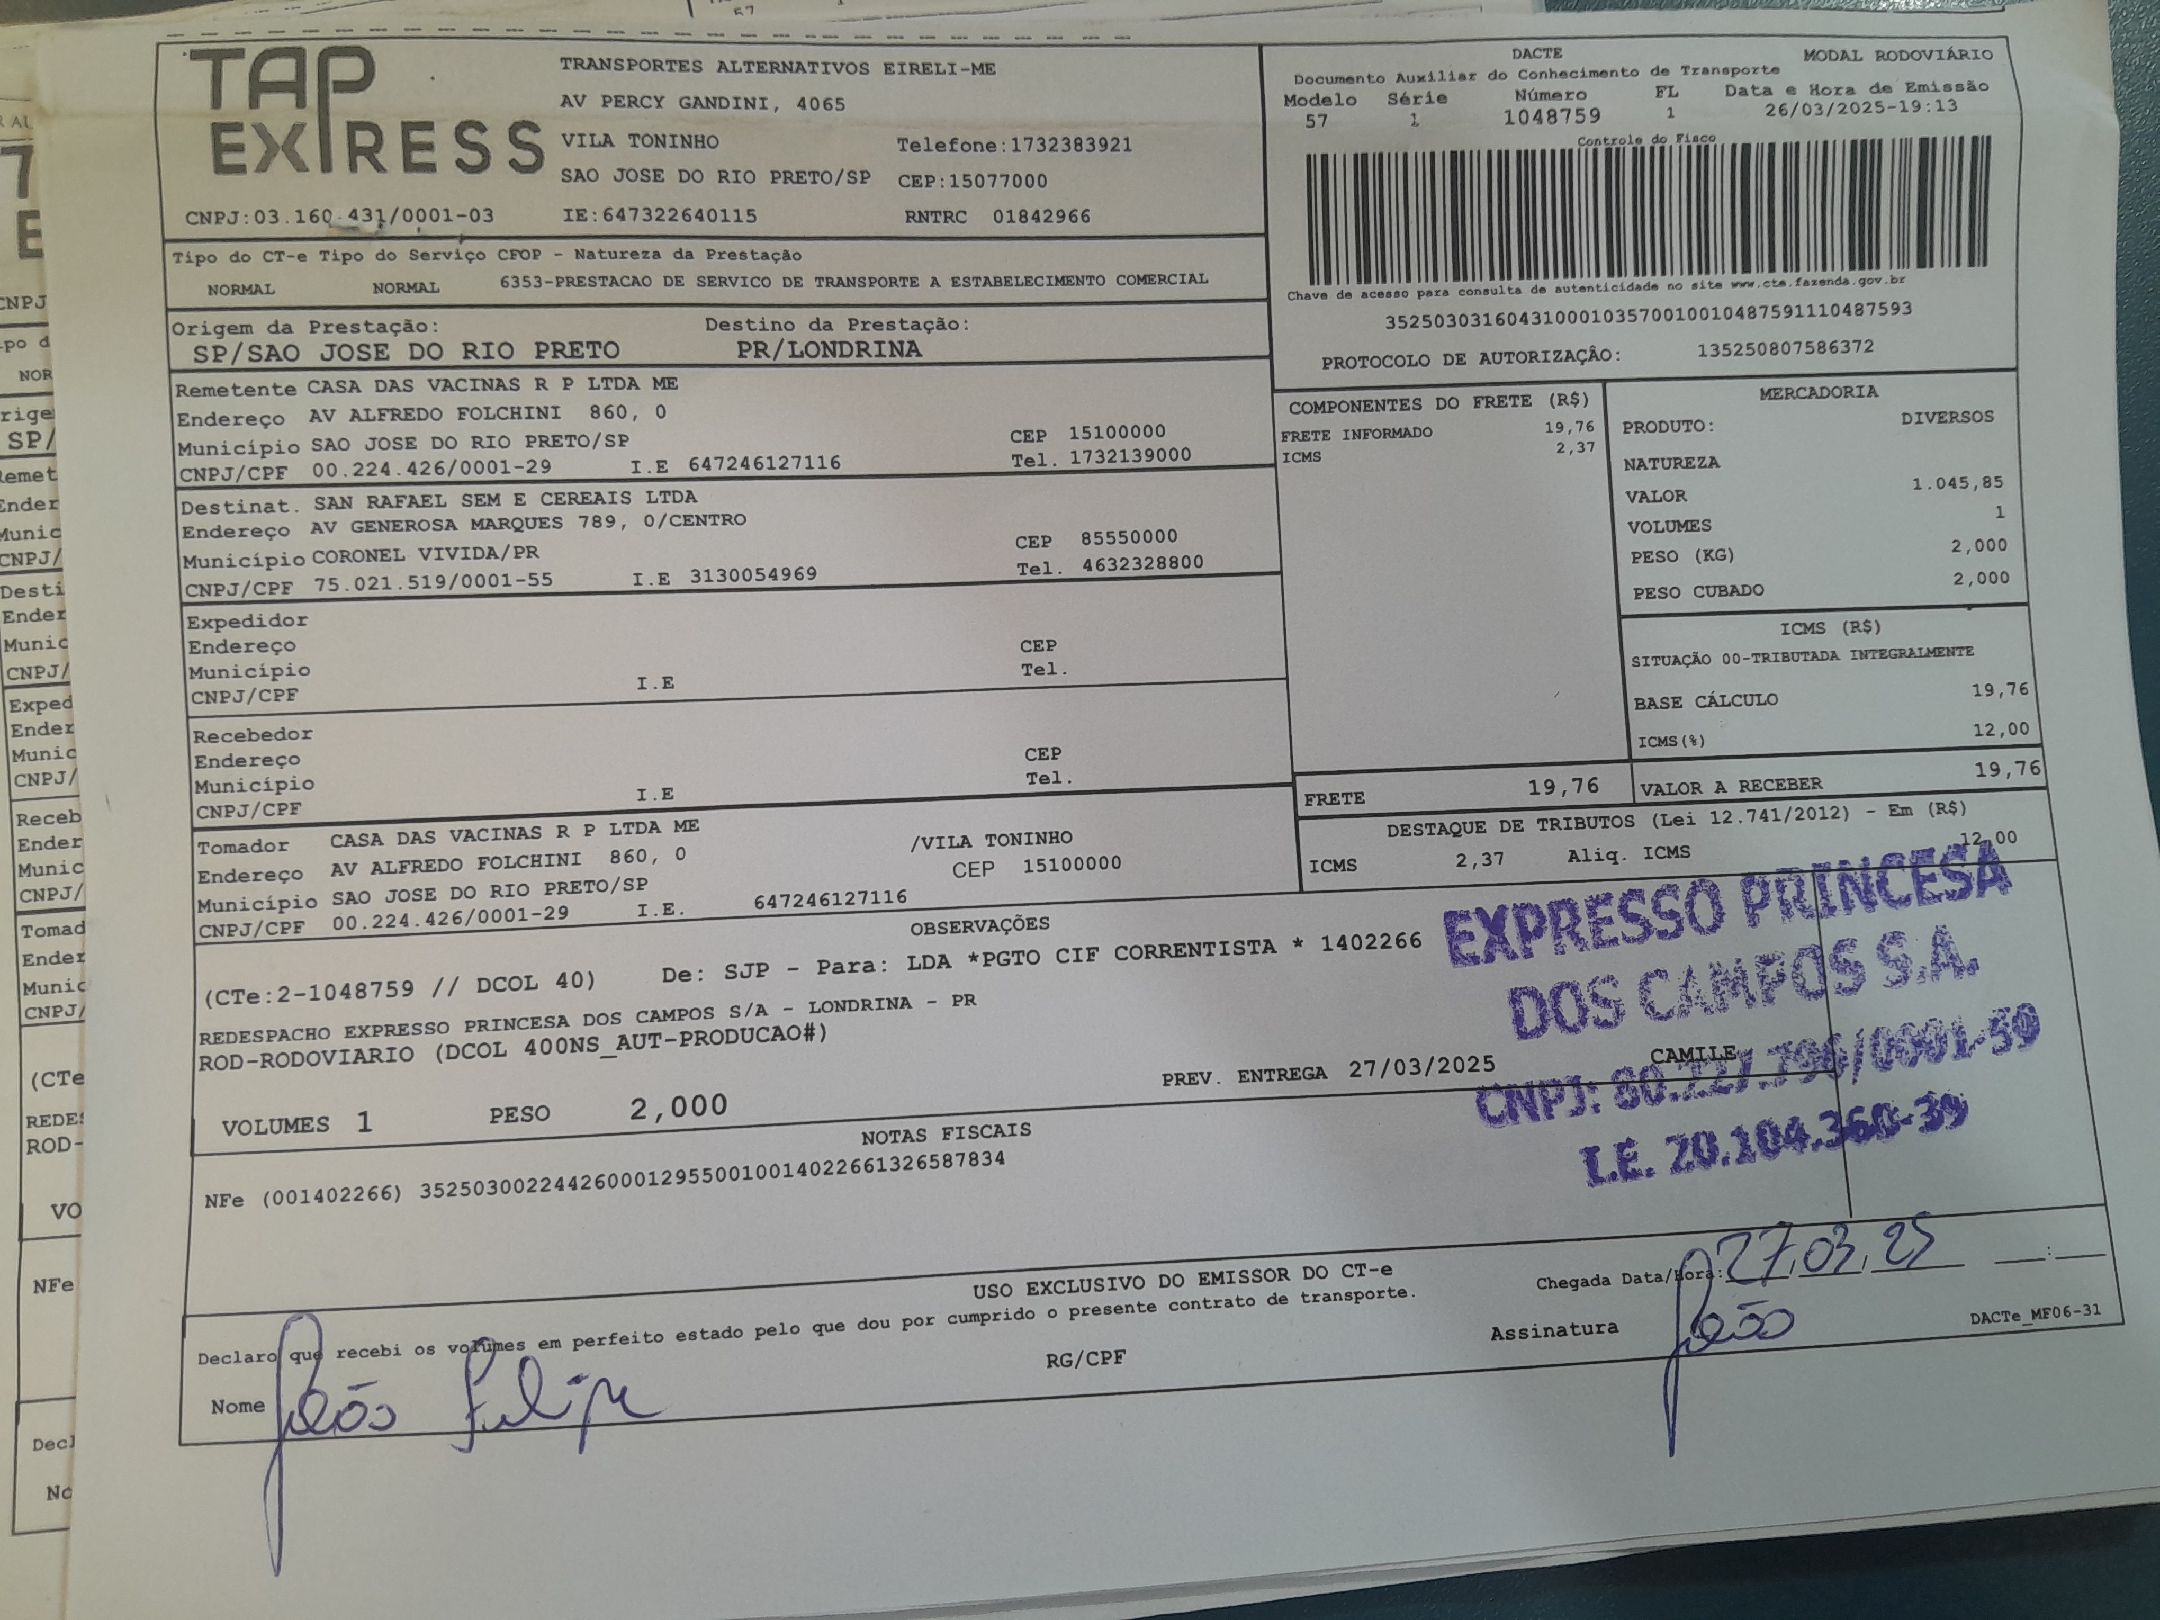 TAP EXPRESS
TRANSPORTES ALTERNATIVOS EIRELI-ME
AV PERCY GANDINI, 4065
VILA TONINHO Telefone:1732383921
SAO JOSE DO RIO PRETO/SP CEP:15077000
CNPJ:03.160.431/0001-03 IE:647322640115 RNTRC 01842966
DACTE MODAL RODOVIÁRIO
Documento Auxiliar do Conhecimento de Transporte
Modelo Série Número FL Data e Hora de Emissão
57 1 1048759 1 26/03/2025-19:13
Controle do Fisco
Chave de acesso para consulta de autenticidade no site www.cte.fazenda.gov.br
35250303160431000103570010010487591110487593
PROTOCOLO DE AUTORIZAÇÃO: 135250807586372
Tipo do CT-e Tipo do Serviço CFOP - Natureza da Prestação
NORMAL NORMAL 6353-PRESTACAO DE SERVICO DE TRANSPORTE A ESTABELECIMENTO COMERCIAL
Origem da Prestação: Destino da Prestação:
SP/SAO JOSE DO RIO PRETO PR/LONDRINA
Remetente CASA DAS VACINAS R P LTDA ME
Endereço AV ALFREDO FOLCHINI 860, 0
Município SAO JOSE DO RIO PRETO/SP CEP 15100000
CNPJ/CPF 00.224.426/0001-29 I.E 647246127116 Tel. 1732139000
Destinat. SAN RAFAEL SEM E CEREAIS LTDA
Endereço AV GENEROSA MARQUES 789, 0/CENTRO
Município CORONEL VIVIDA/PR CEP 85550000
CNPJ/CPF 75.021.519/0001-55 I.E 3130054969 Tel. 4632328800
Expedidor
Endereço CEP
Município Tel.
CNPJ/CPF I.E
Recebedor
Endereço CEP
Município Tel.
CNPJ/CPF I.E
Tomador CASA DAS VACINAS R P LTDA ME /VILA TONINHO
Endereço AV ALFREDO FOLCHINI 860, 0 CEP 15100000
Município SAO JOSE DO RIO PRETO/SP
CNPJ/CPF 00.224.426/0001-29 I.E. 647246127116
COMPONENTES DO FRETE (R$)
FRETE INFORMADO 19,76
ICMS 2,37
MERCADORIA
PRODUTO: DIVERSOS
NATUREZA
VALOR 1.045,85
VOLUMES 1
PESO (KG) 2,000
PESO CUBADO 2,000
ICMS (R$)
SITUAÇÃO 00-TRIBUTADA INTEGRALMENTE
BASE CÁLCULO 19,76
ICMS(%) 12,00
FRETE 19,76 VALOR A RECEBER 19,76
DESTAQUE DE TRIBUTOS (Lei 12.741/2012) - Em (R$)
ICMS 2,37 Aliq. ICMS 12,00
OBSERVAÇÕES
(CTe:2-1048759 // DCOL 40) De: SJP - Para: LDA *PGTO CIF CORRENTISTA * 1402266
REDESPACHO EXPRESSO PRINCESA DOS CAMPOS S/A - LONDRINA - PR
ROD-RODOVIARIO (DCOL 400NS_AUT-PRODUCAO#)
PREV. ENTREGA 27/03/2025 CAMILE
VOLUMES 1 PESO 2,000
EXPRESSO PRINCESA
DOS CAMPOS S.A.
CNPJ: 80.227.796/0001-59
I.E. 20.104.360-39
NOTAS FISCAIS
NFe (001402266) 35250300224426000129550010014022661326587834
USO EXCLUSIVO DO EMISSOR DO CT-e
Declaro que recebi os volumes em perfeito estado pelo que dou por cumprido o presente contrato de transporte.
Chegada Data/Hora: 27,03,25 __:__
Nome João Felipe RG/CPF Assinatura João
DACTe_MF06-31